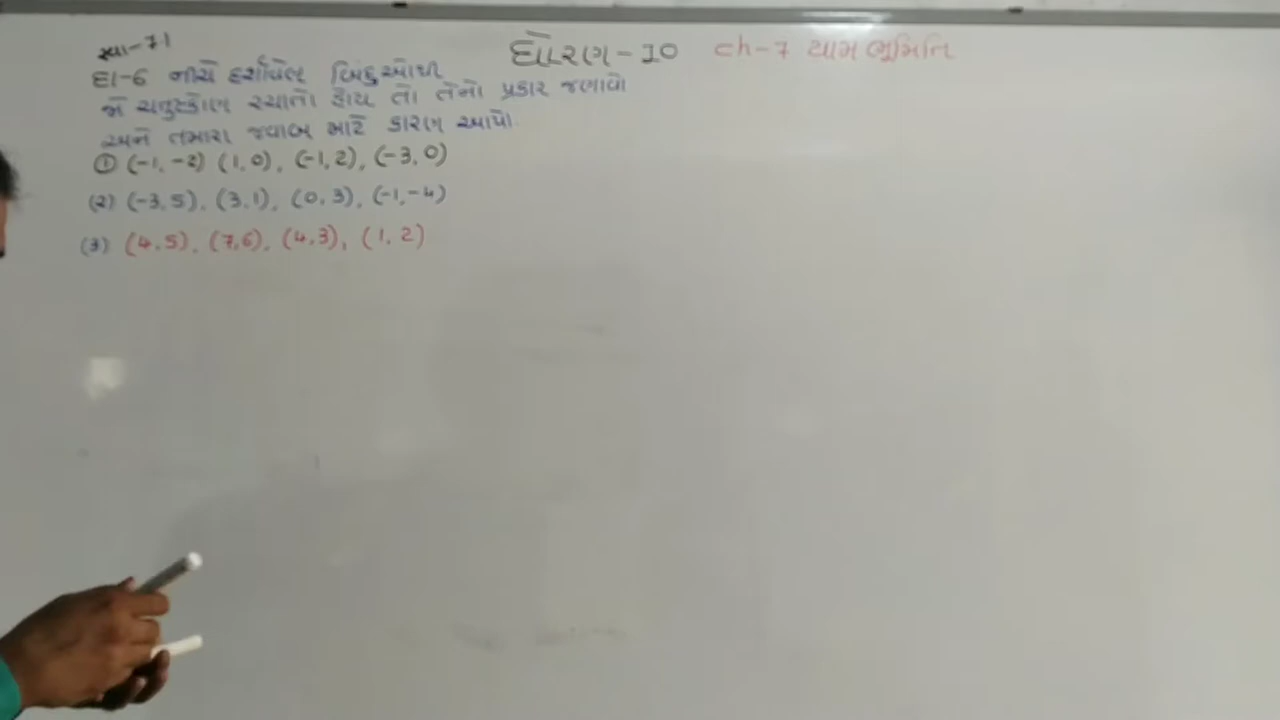 સ્વા-7.1
ધોરણ-10 ch-7 યામ ભૂમિતિ
દા-6 નીચે દર્શાવેલ બિંદુઓથી
જો ચતુષ્કોણ રચાતો હોય તો તેનો પ્રકાર જણાવો
અને તમારા જવાબ માટે કારણ આપો.
① (-1, -2) (1, 0), (-1, 2), (-3, 0)
(2) (-3, 5), (3, 1), (0, 3), (-1, -4)
(3) (4, 5), (7, 6), (4, 3), (1, 2)